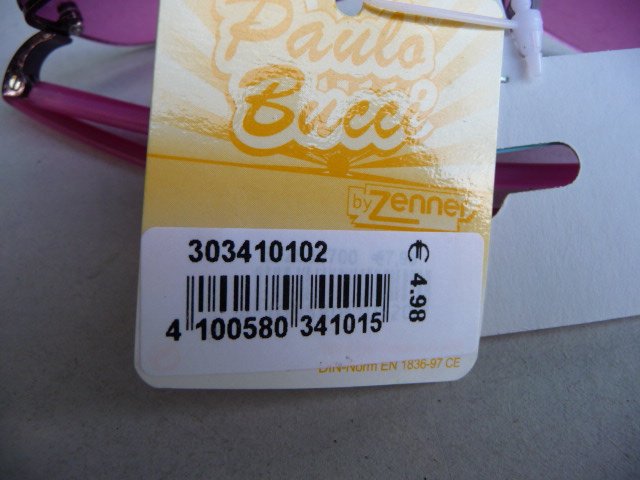 Paulo
Bucci
by Zenner
303410102
€ 4.98
4 100580 341015
DIN-Norm EN 1836-97 CE